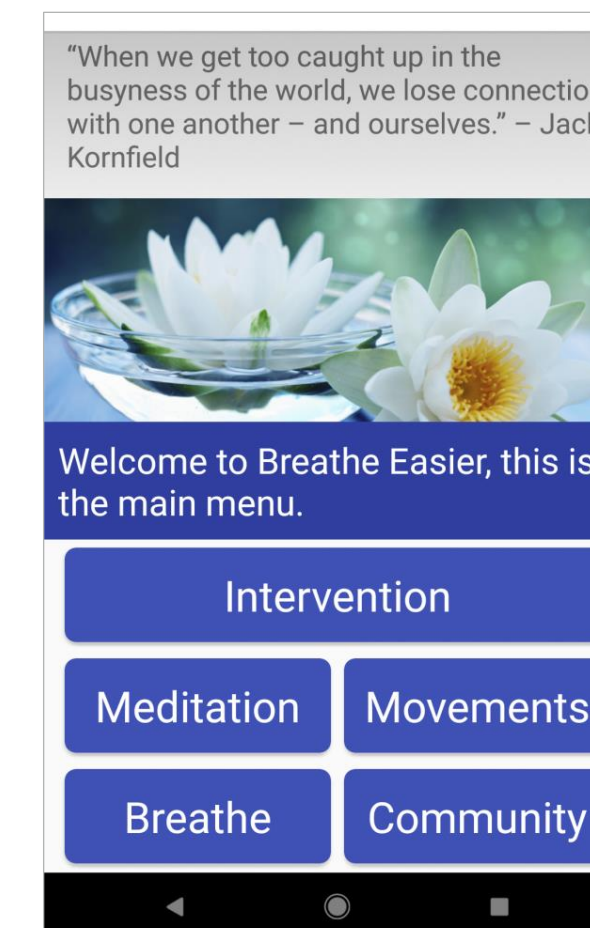 “When we get too caught up in the
busyness of the world, we lose connectio
with one another – and ourselves.” – Jac
Kornfield
Welcome to Breathe Easier, this is
the main menu.
Intervention
Meditation
Movements
Breathe
Community